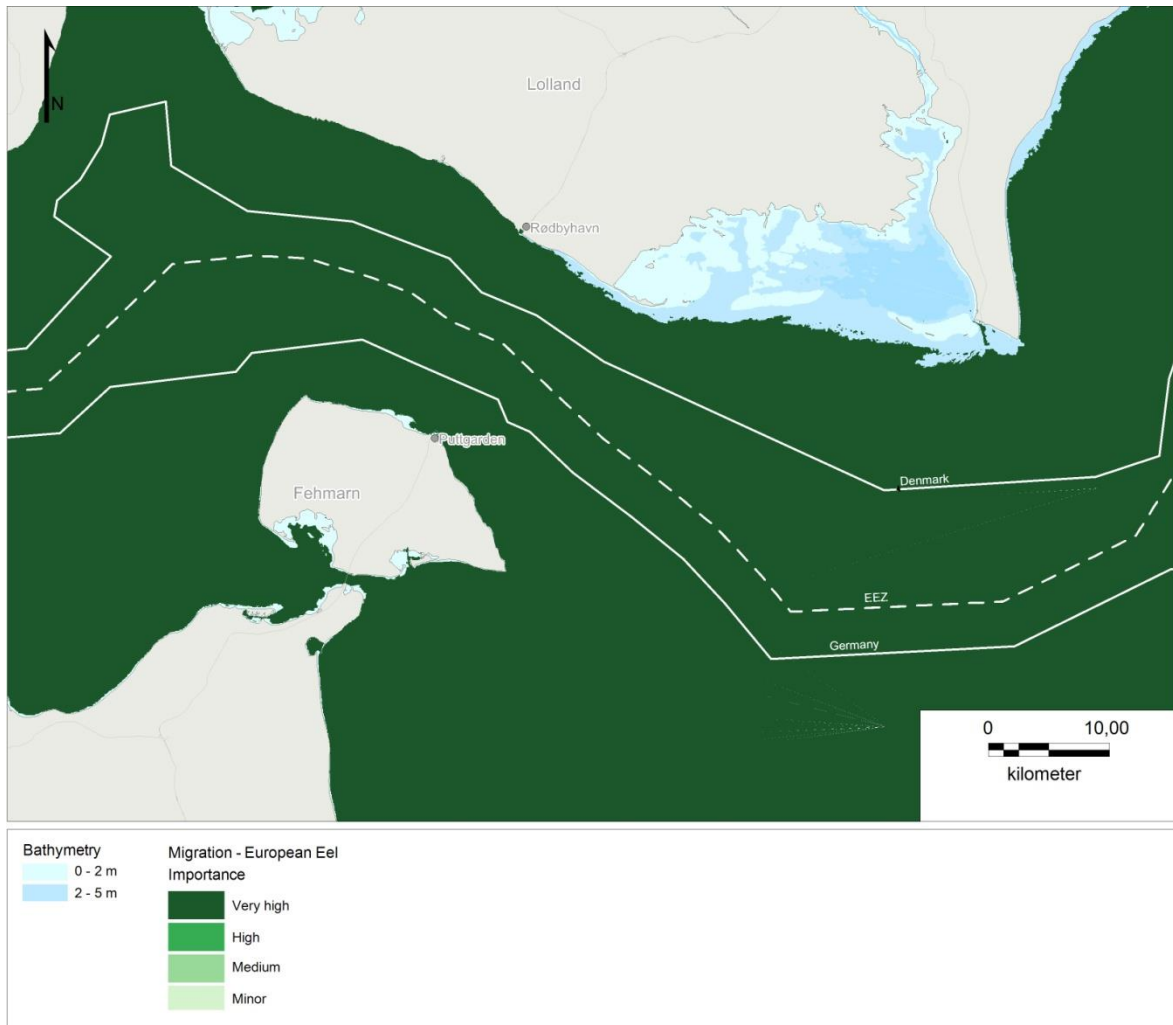 N
Lolland
Rødbyhavn
Puttgarden
Fehmarn
Denmark
EEZ
Germany
0 10,00
kilometer
Bathymetry
0 - 2 m
2 - 5 m
Migration - European Eel
Importance
Very high
High
Medium
Minor